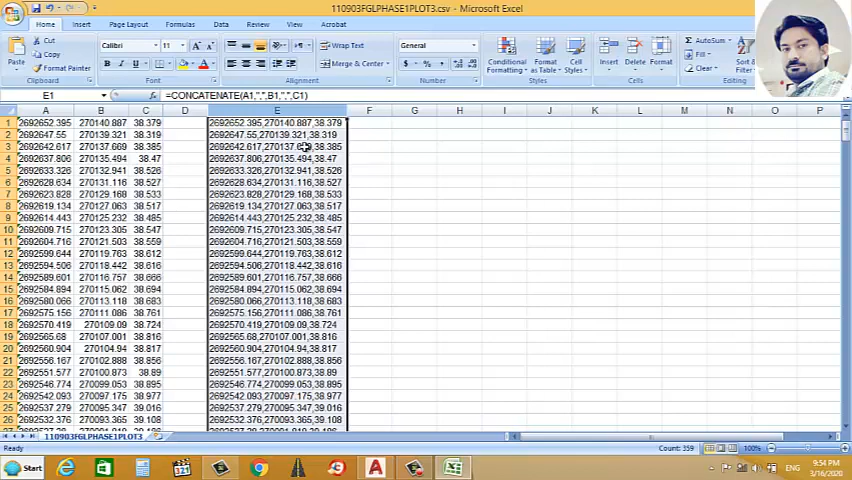 110903FGLPHASE1PLOT3.csv - Microsoft Excel
Home Insert Page Layout Formulas Data Review View Acrobat
Cut Copy Paste Format Painter Clipboard
Calibri 11 Font
Wrap Text Merge & Center Alignment
General Number
Conditional Formatting Format as Table Cell Styles Styles
Insert Delete Format Cells
AutoSum Fill Clear
E1 =CONCATENATE(A1,",",B1,",",C1)
A B C D E F G H I J K L M N O P
1 2692652.395 270140.887 38.379 2692652.395,270140.887,38.379
2 2692647.55 270139.321 38.319 2692647.55,270139.321,38.319
3 2692642.617 270137.669 38.385 2692642.617,270137.669,38.385
4 2692637.806 270135.494 38.47 2692637.806,270135.494,38.47
5 2692633.326 270132.941 38.526 2692633.326,270132.941,38.526
6 2692628.634 270131.116 38.527 2692628.634,270131.116,38.527
7 2692623.828 270129.168 38.533 2692623.828,270129.168,38.533
8 2692619.134 270127.063 38.517 2692619.134,270127.063,38.517
9 2692614.443 270125.232 38.485 2692614.443,270125.232,38.485
10 2692609.715 270123.305 38.547 2692609.715,270123.305,38.547
11 2692604.716 270121.503 38.559 2692604.716,270121.503,38.559
12 2692599.644 270119.763 38.612 2692599.644,270119.763,38.612
13 2692594.506 270118.442 38.616 2692594.506,270118.442,38.616
14 2692589.601 270116.757 38.666 2692589.601,270116.757,38.666
15 2692584.894 270115.062 38.694 2692584.894,270115.062,38.694
16 2692580.066 270113.118 38.683 2692580.066,270113.118,38.683
17 2692575.156 270111.086 38.761 2692575.156,270111.086,38.761
18 2692570.419 270109.09 38.724 2692570.419,270109.09,38.724
19 2692565.68 270107.001 38.816 2692565.68,270107.001,38.816
20 2692560.904 270104.94 38.817 2692560.904,270104.94,38.817
21 2692556.167 270102.888 38.856 2692556.167,270102.888,38.856
22 2692551.577 270100.873 38.89 2692551.577,270100.873,38.89
23 2692546.774 270099.053 38.895 2692546.774,270099.053,38.895
24 2692542.093 270097.175 38.977 2692542.093,270097.175,38.977
25 2692537.279 270095.365 39.016 2692537.279,270095.365,39.016
26 2692532.376 270093.365 39.108 2692532.376,270093.365,39.108
110903FGLPHASE1PLOT3
Ready Count: 359 100%
Start ENG 9:54 PM
3/16/2020